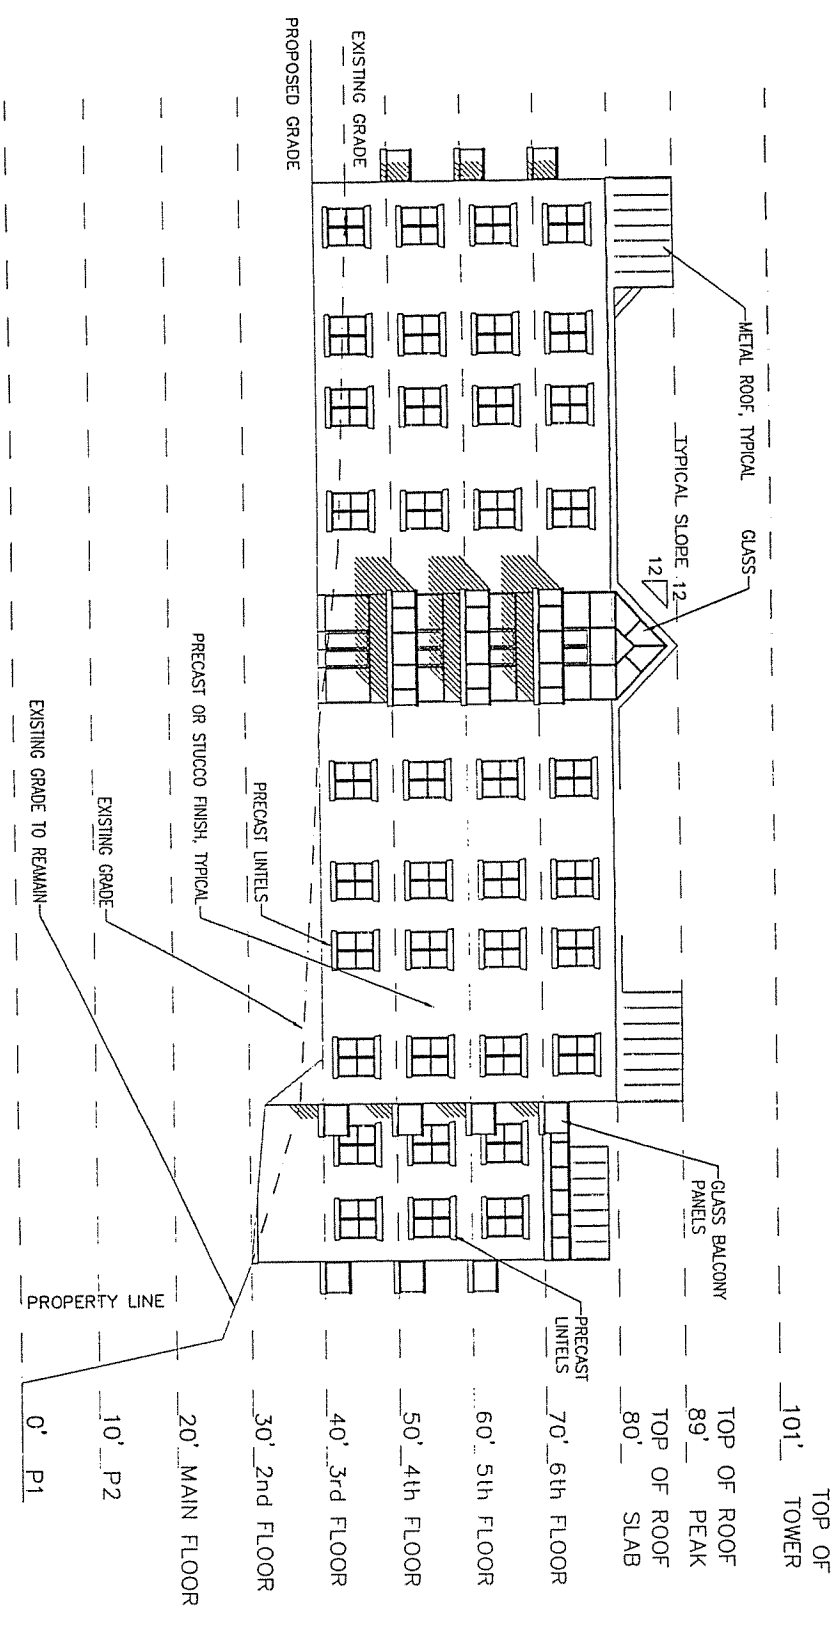 TOP OF
TOWER
101'
TOP OF ROOF
PEAK
89'
TOP OF ROOF
SLAB
80'
70' 6th FLOOR
60' 5th FLOOR
50' 4th FLOOR
40' 3rd FLOOR
30' 2nd FLOOR
20' MAIN FLOOR
10' P2
0' P1
METAL ROOF, TYPICAL
GLASS
TYPICAL SLOPE 12
12
GLASS BALCONY
PANELS
PRECAST
LINTELS
EXISTING GRADE
PROPOSED GRADE
PRECAST LINTELS
PRECAST OR STUCCO FINISH, TYPICAL
EXISTING GRADE
EXISTING GRADE TO REAMAIN
PROPERTY LINE